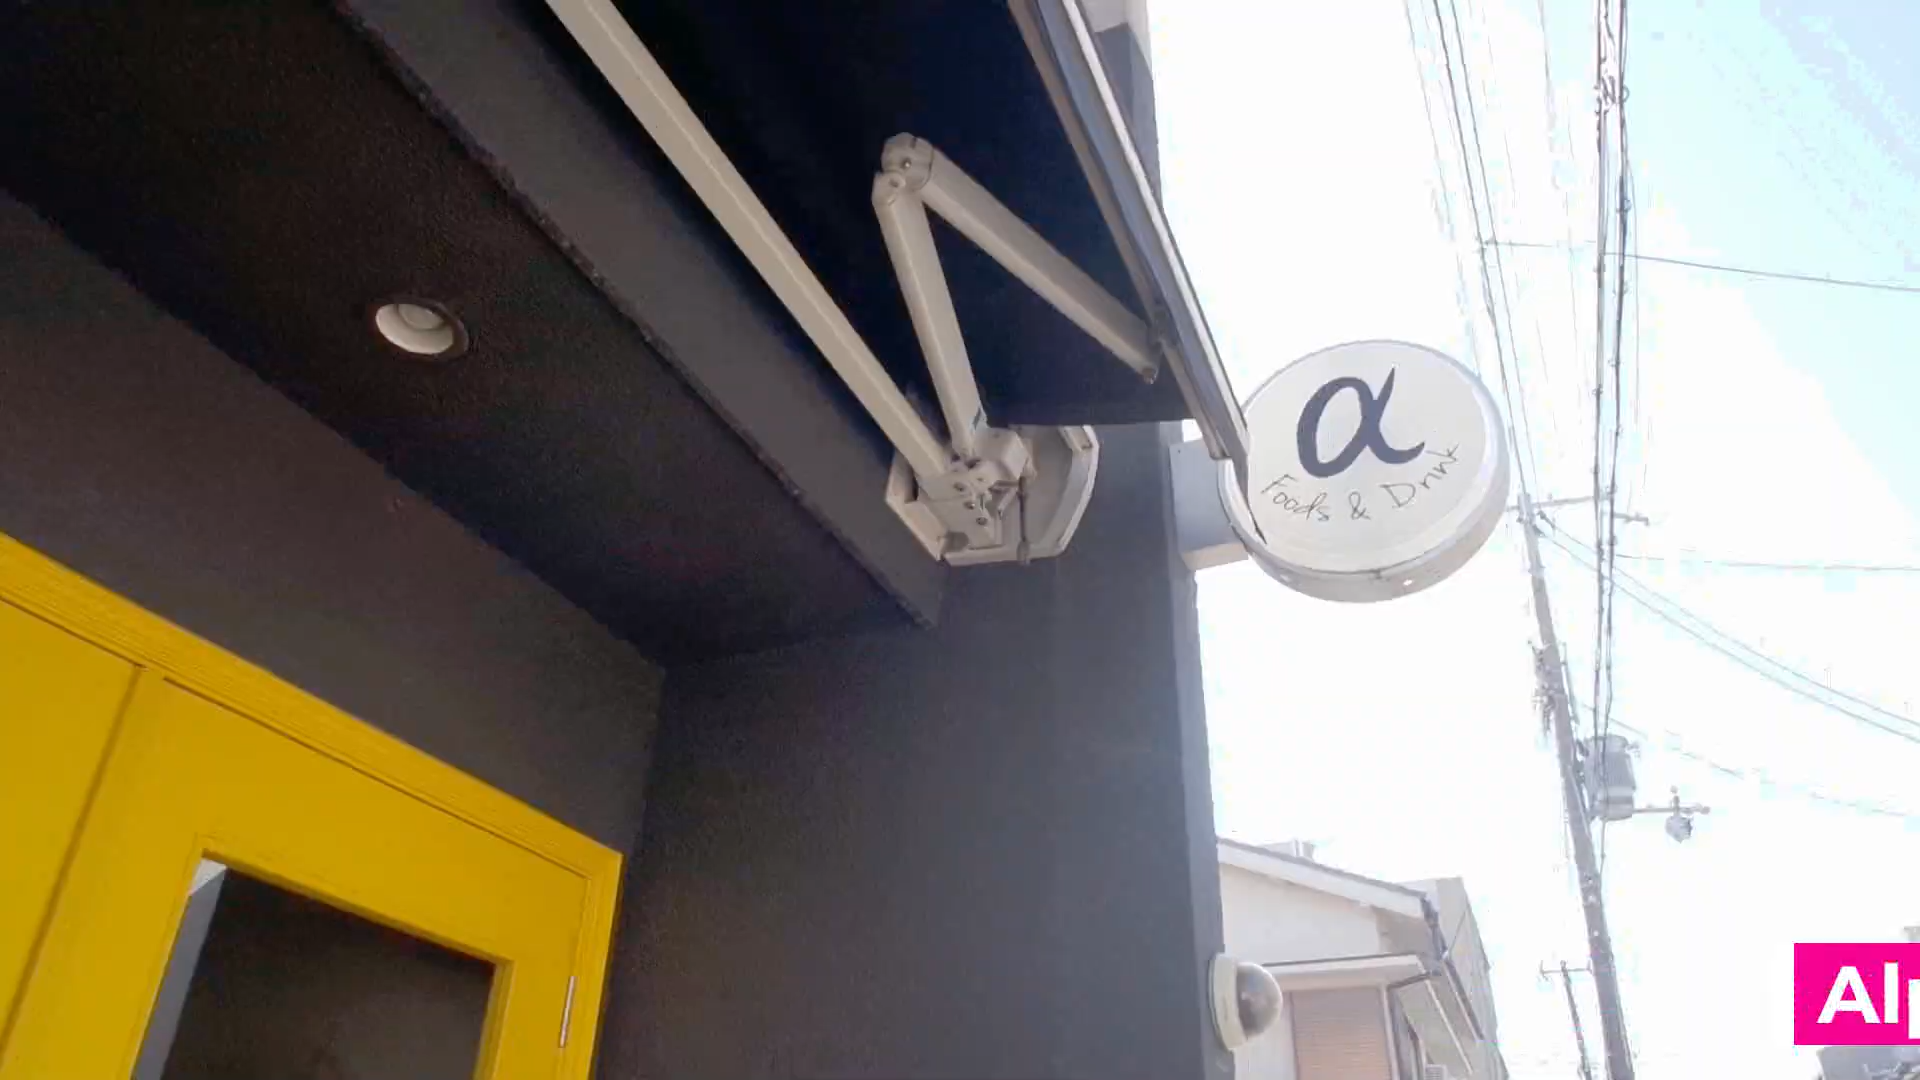 α
Foods & Drink
Al